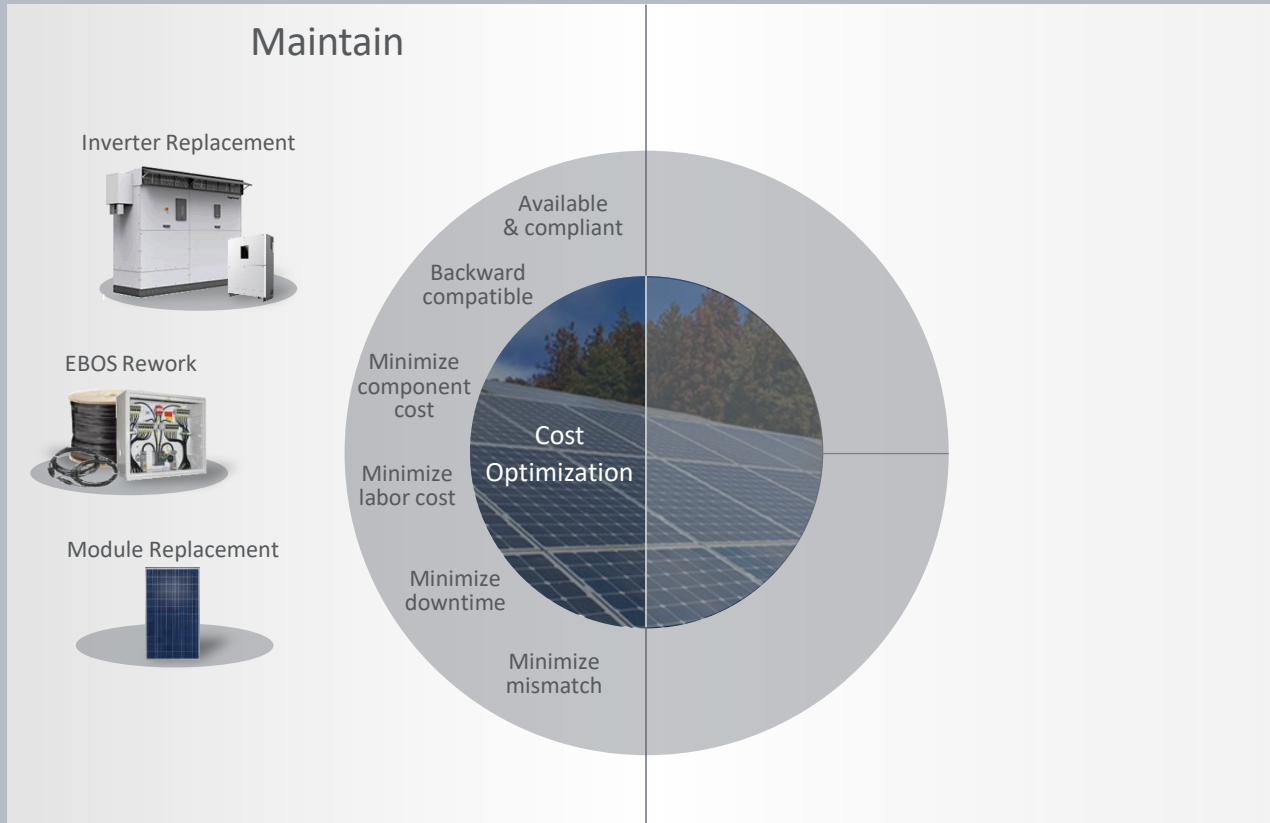 Maintain
Inverter Replacement
EBOS Rework
Module Replacement
Available
& compliant
Backward
compatible
Minimize
component
cost
Minimize
labor cost
Minimize
downtime
Minimize
mismatch
Cost
Optimization